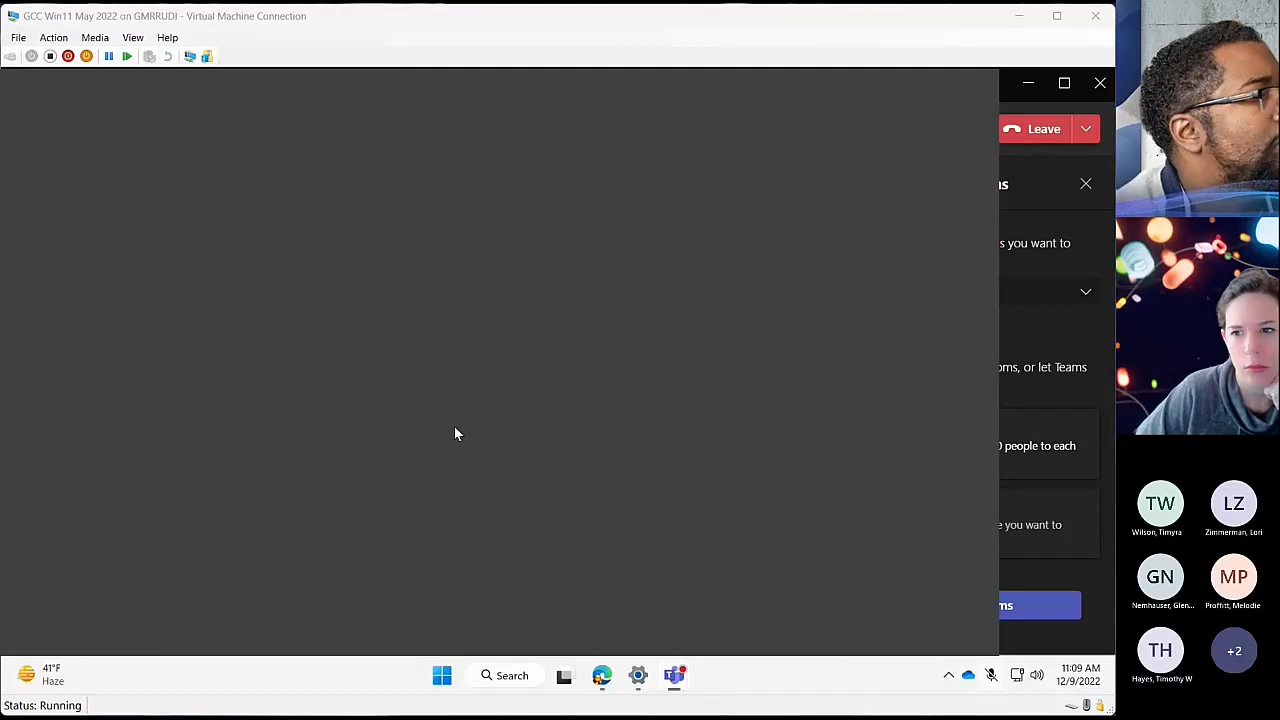 GCC Win11 May 2022 on GMRRUDI - Virtual Machine Connection
File Action Media View Help
Leave
ns
s you want to
oms, or let Teams
0 people to each
e you want to
ms
TW LZ
Wilson, Timyra Zimmerman, Lori
GN MP
Nemhauser, Glen... Proffitt, Melodie
TH +2
Hayes, Timothy W
41°F
Haze
Search
11:09 AM
12/9/2022
Status: Running